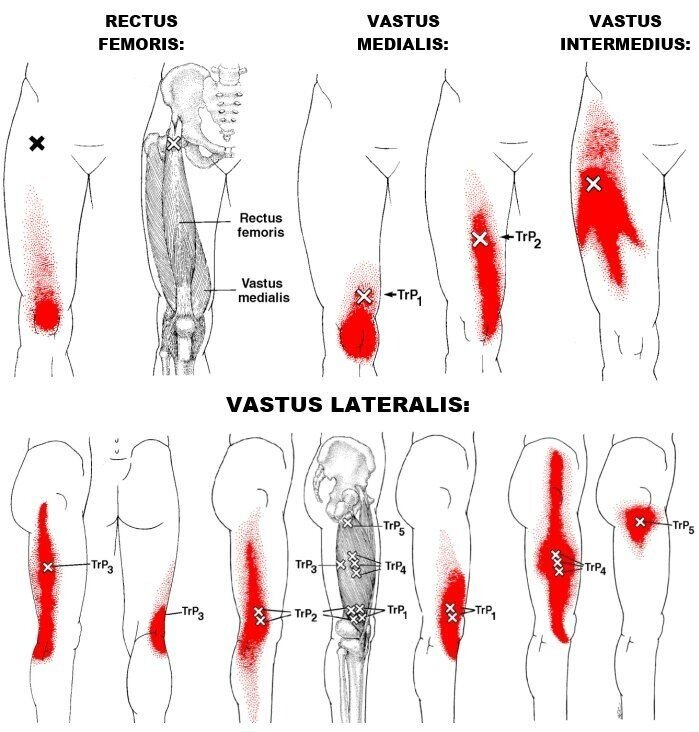 RECTUS
FEMORIS:
VASTUS
MEDIALIS:
VASTUS
INTERMEDIUS:
Rectus
femoris
Vastus
medialis
TrP1
TrP2
VASTUS LATERALIS:
TrP3
TrP3
TrP2
TrP5
TrP3
TrP4
TrP1
TrP1
TrP4
TrP5